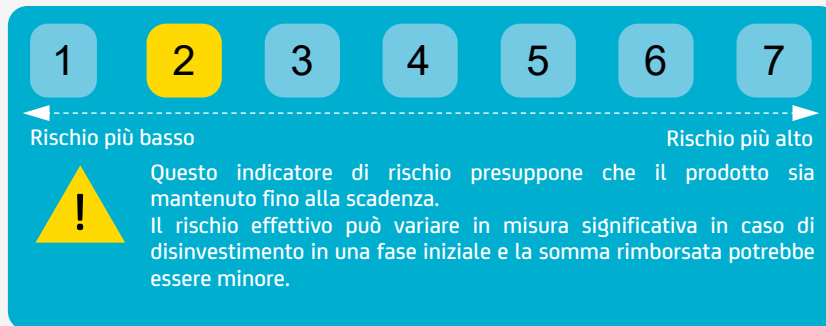 1 2 3 4 5 6 7
Rischio più basso Rischio più alto
!
Questo indicatore di rischio presuppone che il prodotto sia
mantenuto fino alla scadenza.
Il rischio effettivo può variare in misura significativa in caso di
disinvestimento in una fase iniziale e la somma rimborsata potrebbe
essere minore.